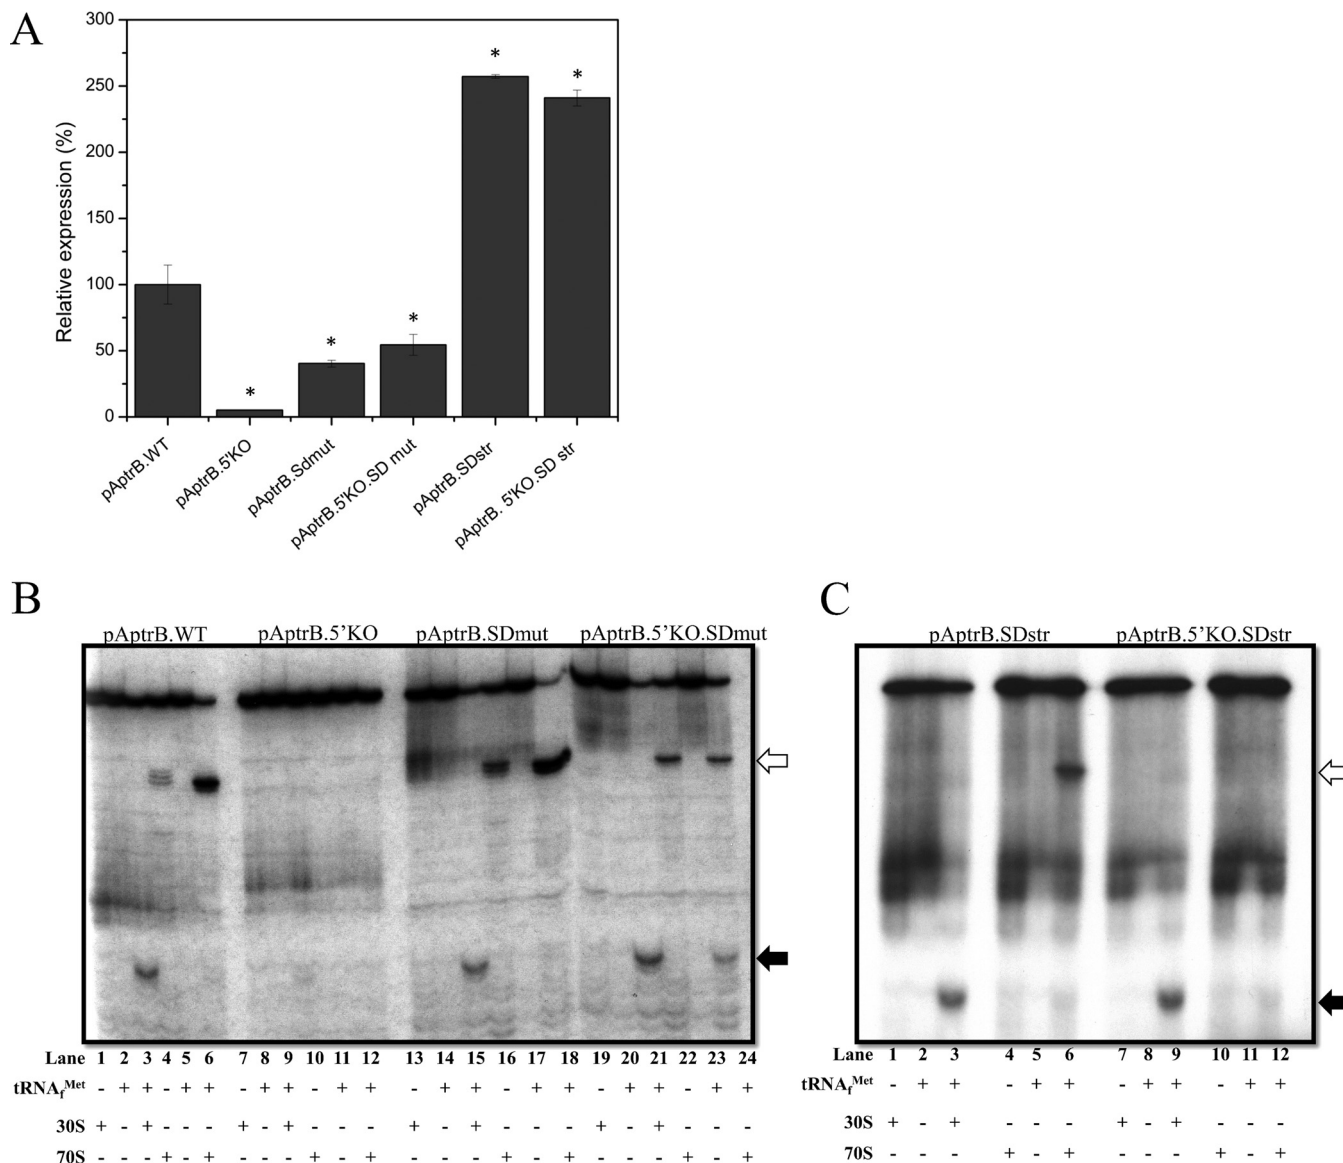 A
300
250
200
150
100
50
0
Relative expression (%)
*
*
*
*
*
pAptrB.WT
pAptrB.5'KO
pAptrB.Sdmut
pAptrB.5'KO.SD mut
pAptrB.SDstr
pAptrB. 5'KO.SD str
B
pAptrB.WT pAptrB.5’KO pAptrB.SDmut pAptrB.5’KO.SDmut
Lane 1 2 3 4 5 6 7 8 9 10 11 12 13 14 15 16 17 18 19 20 21 22 23 24
tRNAfMet - + + - + + - + + - + + - + + - + + - + + - + +
30S + - + - - - + - + - - - + - + - - - + - + - - -
70S - - - + - + - - - + - + - - - + - + - - - + - +
C
pAptrB.SDstr pAptrB.5’KO.SDstr
Lane 1 2 3 4 5 6 7 8 9 10 11 12
tRNAfMet - + + - + + - + + - + +
30S + - + - - - + - + - - -
70S - - - + - + - - - + - +